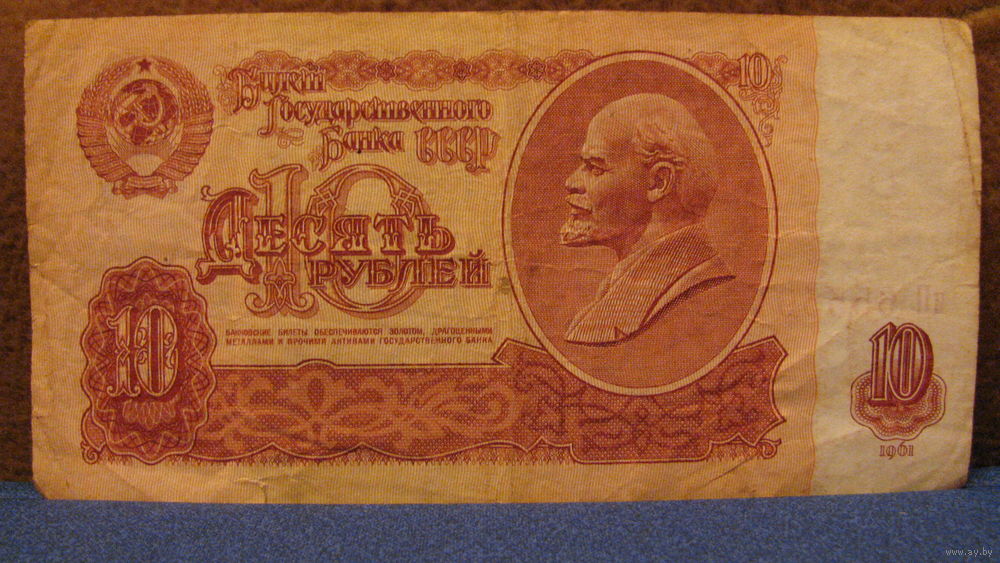 Билет
Государственного
Банка СССР
10
10
Десять
рублей
БАНКОВСКИЕ БИЛЕТЫ ОБЕСПЕЧИВАЮТСЯ ЗОЛОТОМ, ДРАГОЦЕННЫМИ
МЕТАЛЛАМИ И ПРОЧИМИ АКТИВАМИ ГОСУДАРСТВЕННОГО БАНКА
10
10
1961
www.ay.by